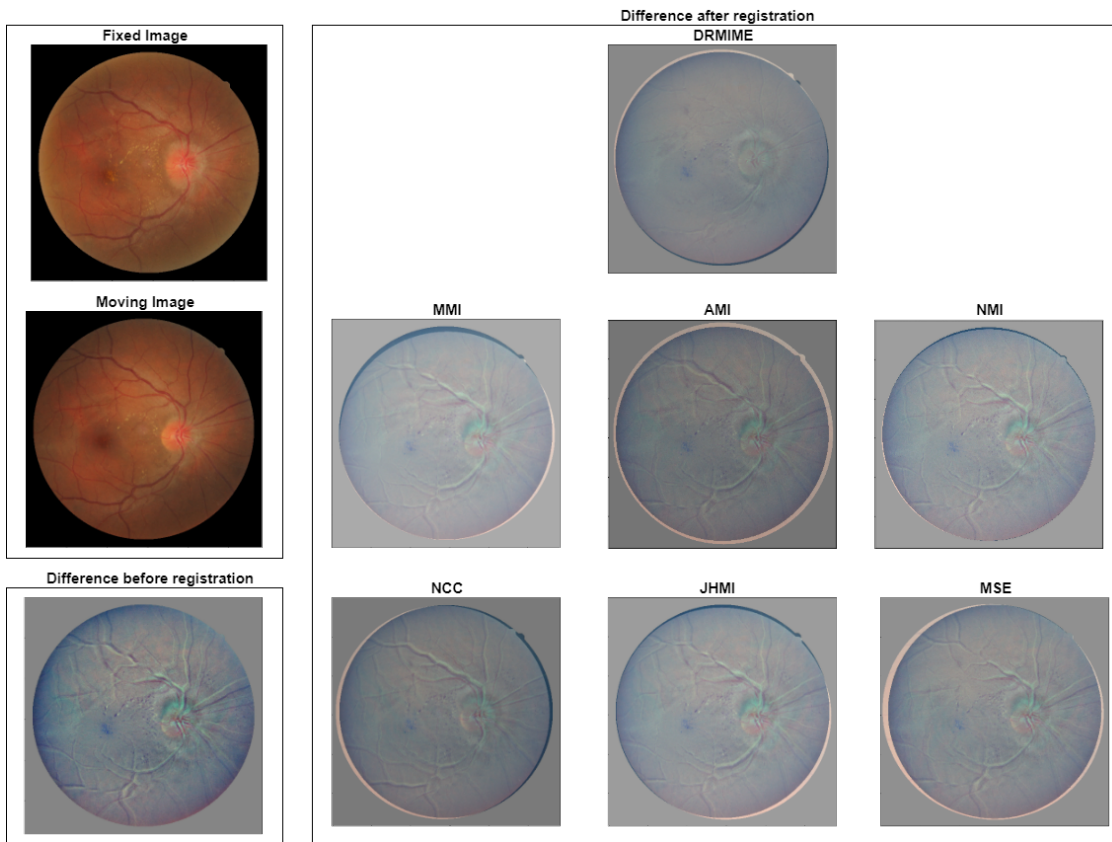 Difference after registration
Fixed Image
DRMIME
Moving Image
MMI
AMI
NMI
Difference before registration
NCC
JHMI
MSE